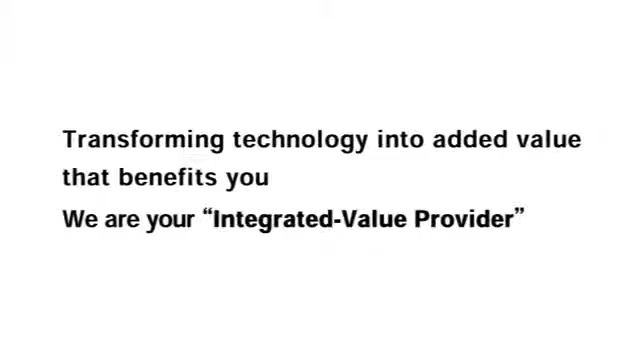 Transforming technology into added value
that benefits you
We are your “Integrated-Value Provider”